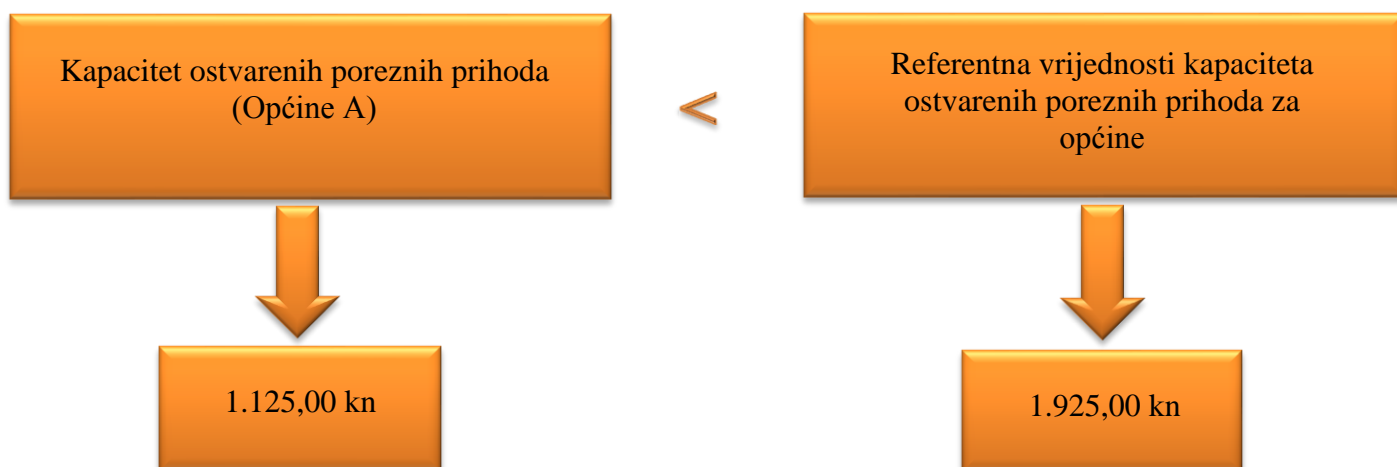 Kapacitet ostvarenih poreznih prihoda
(Općine A)
<
Referentna vrijednosti kapaciteta
ostvarenih poreznih prihoda za
općine
1.125,00 kn
1.925,00 kn